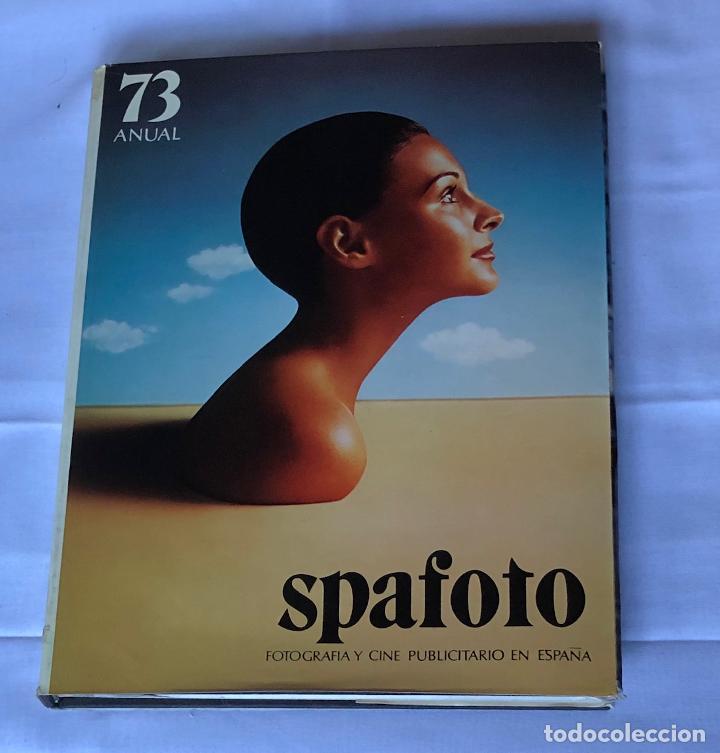 73
ANUAL
spafoto
FOTOGRAFIA Y CINE PUBLICITARIO EN ESPAÑA
todocoleccion